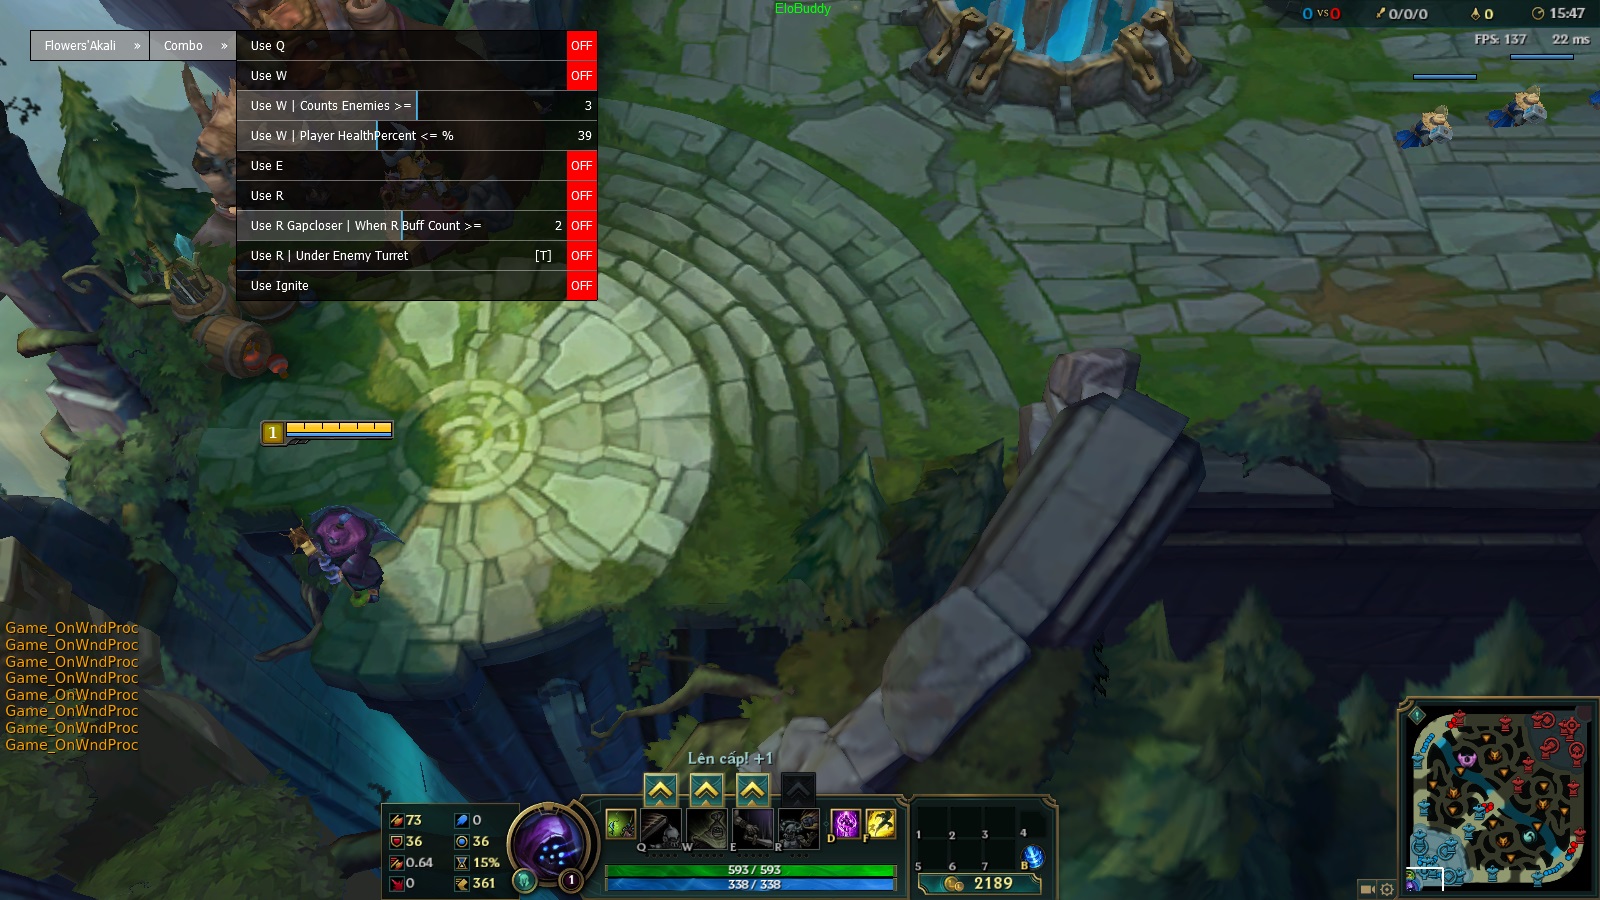 EloBuddy
0 vs 0 0/0/0 0 15:47
FPS: 137 22 ms
Flowers'Akali » Combo »
Use Q OFF
Use W OFF
Use W | Counts Enemies >= 3
Use W | Player HealthPercent <= % 39
Use E OFF
Use R OFF
Use R Gapcloser | When R Buff Count >= 2 OFF
Use R | Under Enemy Turret [T] OFF
Use Ignite OFF
1
Game_OnWndProc
Game_OnWndProc
Game_OnWndProc
Game_OnWndProc
Game_OnWndProc
Game_OnWndProc
Game_OnWndProc
Game_OnWndProc
Lên cấp! +1
73 0
36 36
0.64 15%
0 361
1
Q W E R D F
593 / 593
338 / 338
1 2 3 4
5 6 7 B
2189